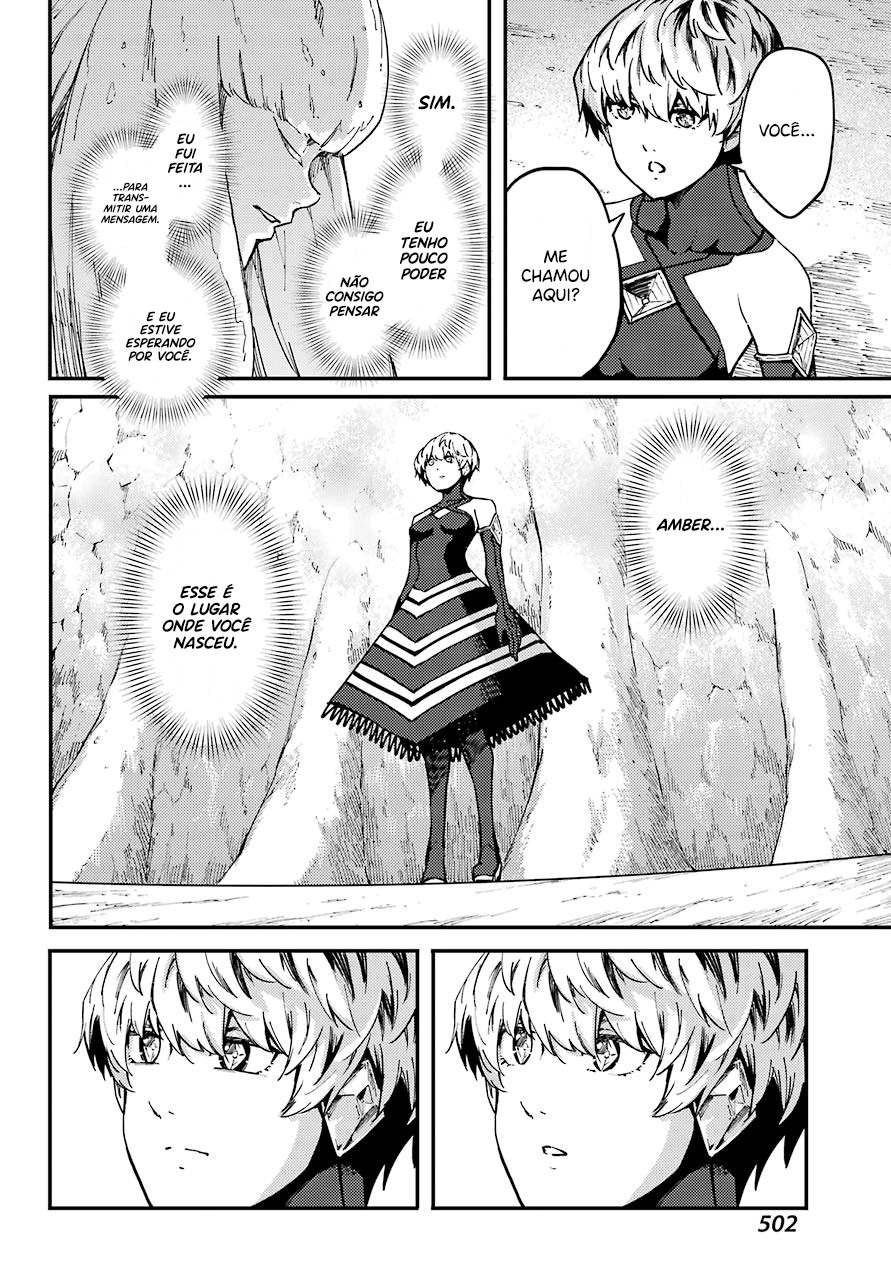 VOCÊ...
ME
CHAMOU
AQUI?
SIM.
EU
TENHO
POUCO
PODER
NÃO
CONSIGO
PENSAR
EU
FUI
FEITA
...
...PARA
TRANS-
MITIR UMA
MENSAGEM.
E EU
ESTIVE
ESPERANDO
POR VOCÊ.
AMBER...
ESSE É
O LUGAR
ONDE VOCÊ
NASCEU.
502